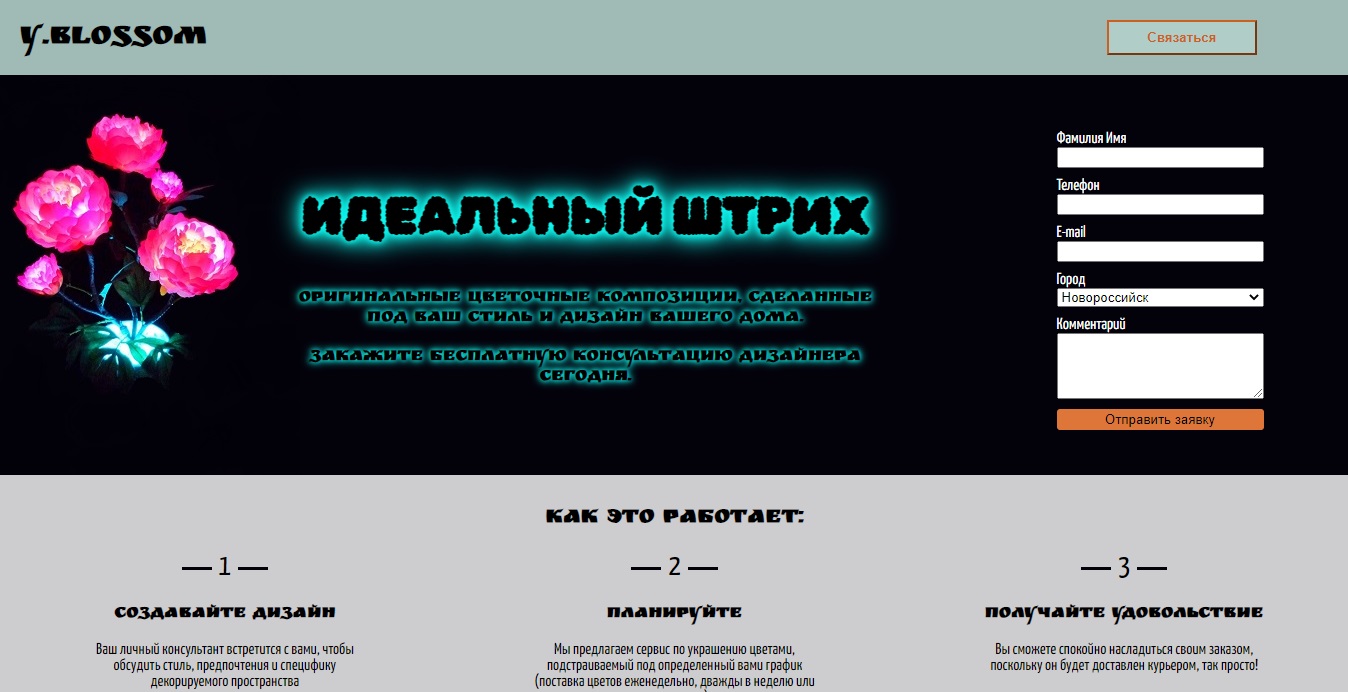 Y.BLOSSOM
Связаться
Фамилия Имя
Телефон
E-mail
Город
Новороссийск
Комментарий
Отправить заявку
ИДЕАЛЬНЫЙ ШТРИХ
ОРИГИНАЛЬНЫЕ ЦВЕТОЧНЫЕ КОМПОЗИЦИИ, СДЕЛАННЫЕ
ПОД ВАШ СТИЛЬ И ДИЗАЙН ВАШЕГО ДОМА.
ЗАКАЖИТЕ БЕСПЛАТНУЮ КОНСУЛЬТАЦИЮ ДИЗАЙНЕРА
СЕГОДНЯ.
КАК ЭТО РАБОТАЕТ:
1
СОЗДАВАЙТЕ ДИЗАЙН
Ваш личный консультант встретится с вами, чтобы
обсудить стиль, предпочтения и специфику
декорируемого пространства
2
ПЛАНИРУЙТЕ
Мы предлагаем сервис по украшению цветами,
подстраиваемый под определенный вами график
(поставка цветов еженедельно, дважды в неделю или
3
ПОЛУЧАЙТЕ УДОВОЛЬСТВИЕ
Вы сможете спокойно насладиться своим заказом,
поскольку он будет доставлен курьером, так просто!